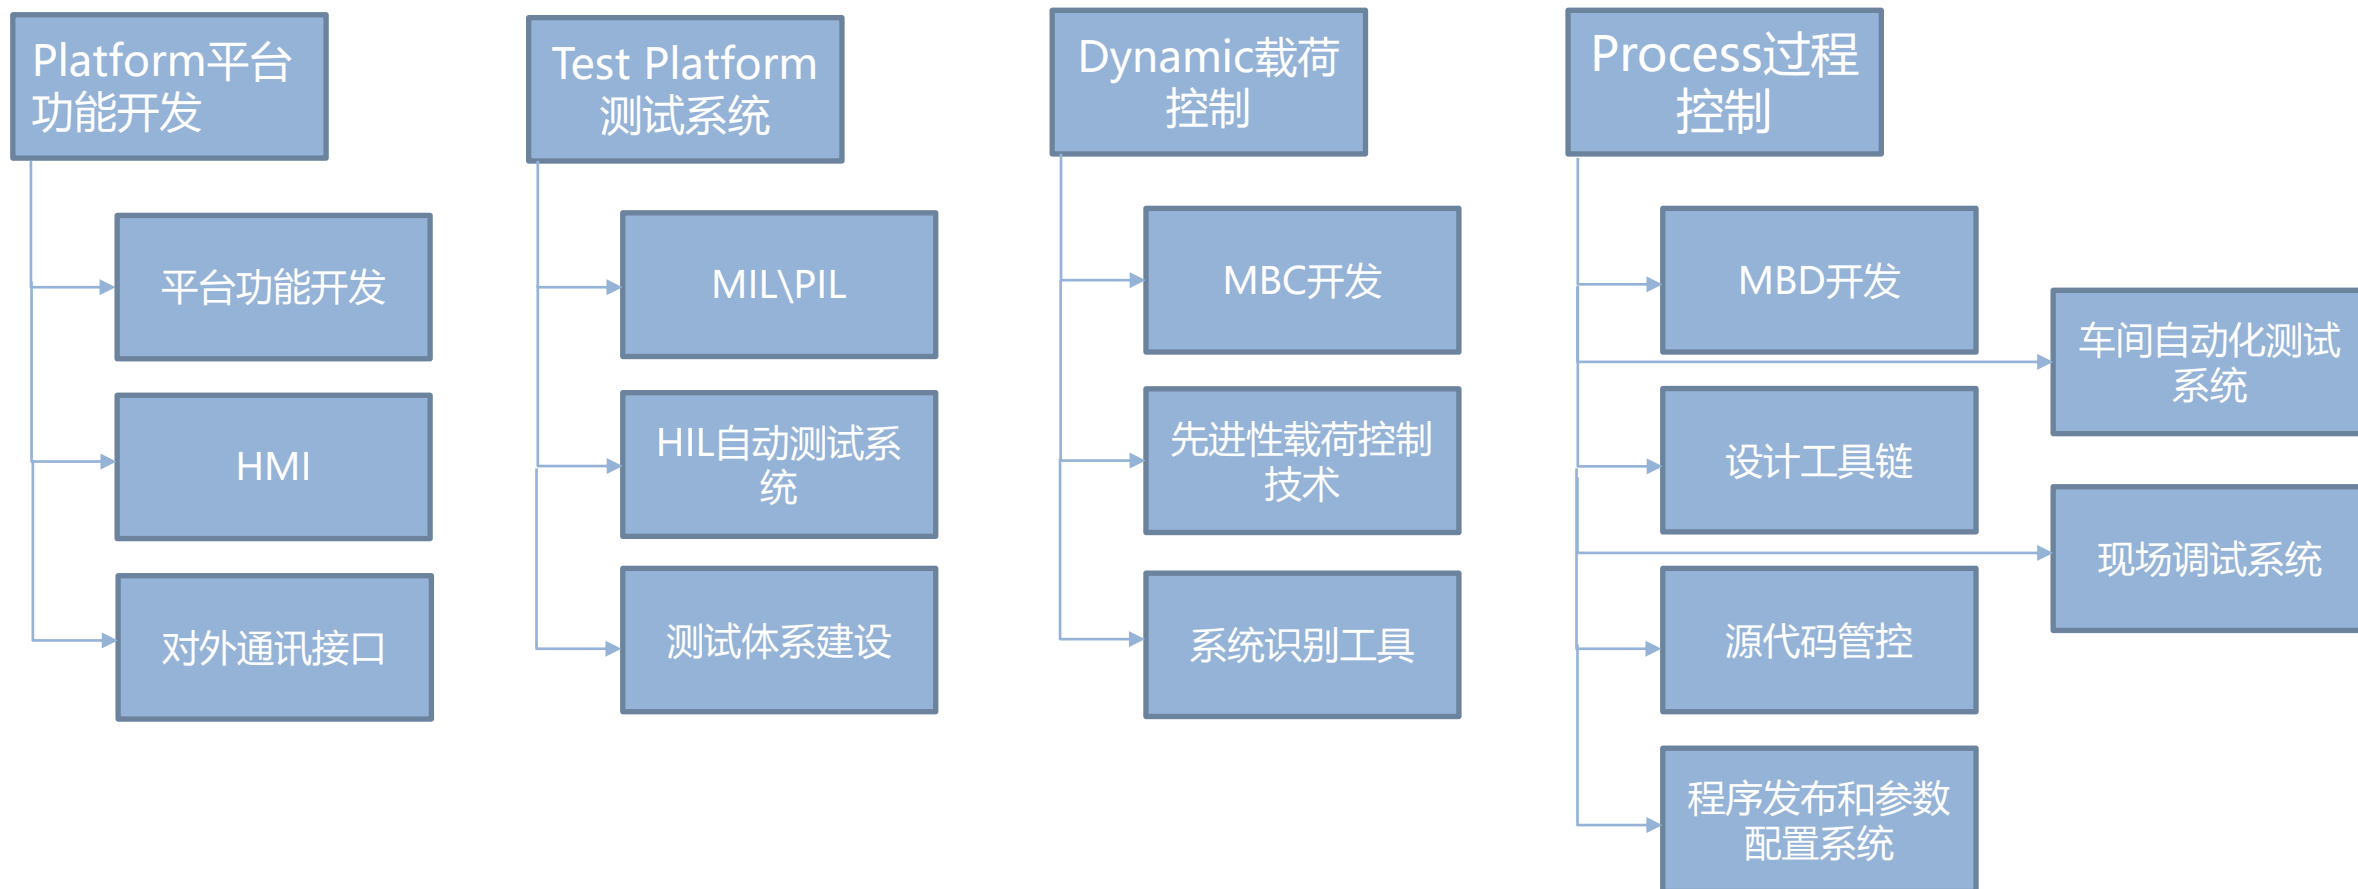 Platform平台
功能开发
平台功能开发
HMI
对外通讯接口
Test Platform
测试系统
MIL\PIL
HIL自动测试系
统
测试体系建设
Dynamic载荷
控制
MBC开发
先进性载荷控制
技术
系统识别工具
Process过程
控制
MBD开发
车间自动化测试
系统
设计工具链
现场调试系统
源代码管控
程序发布和参数
配置系统